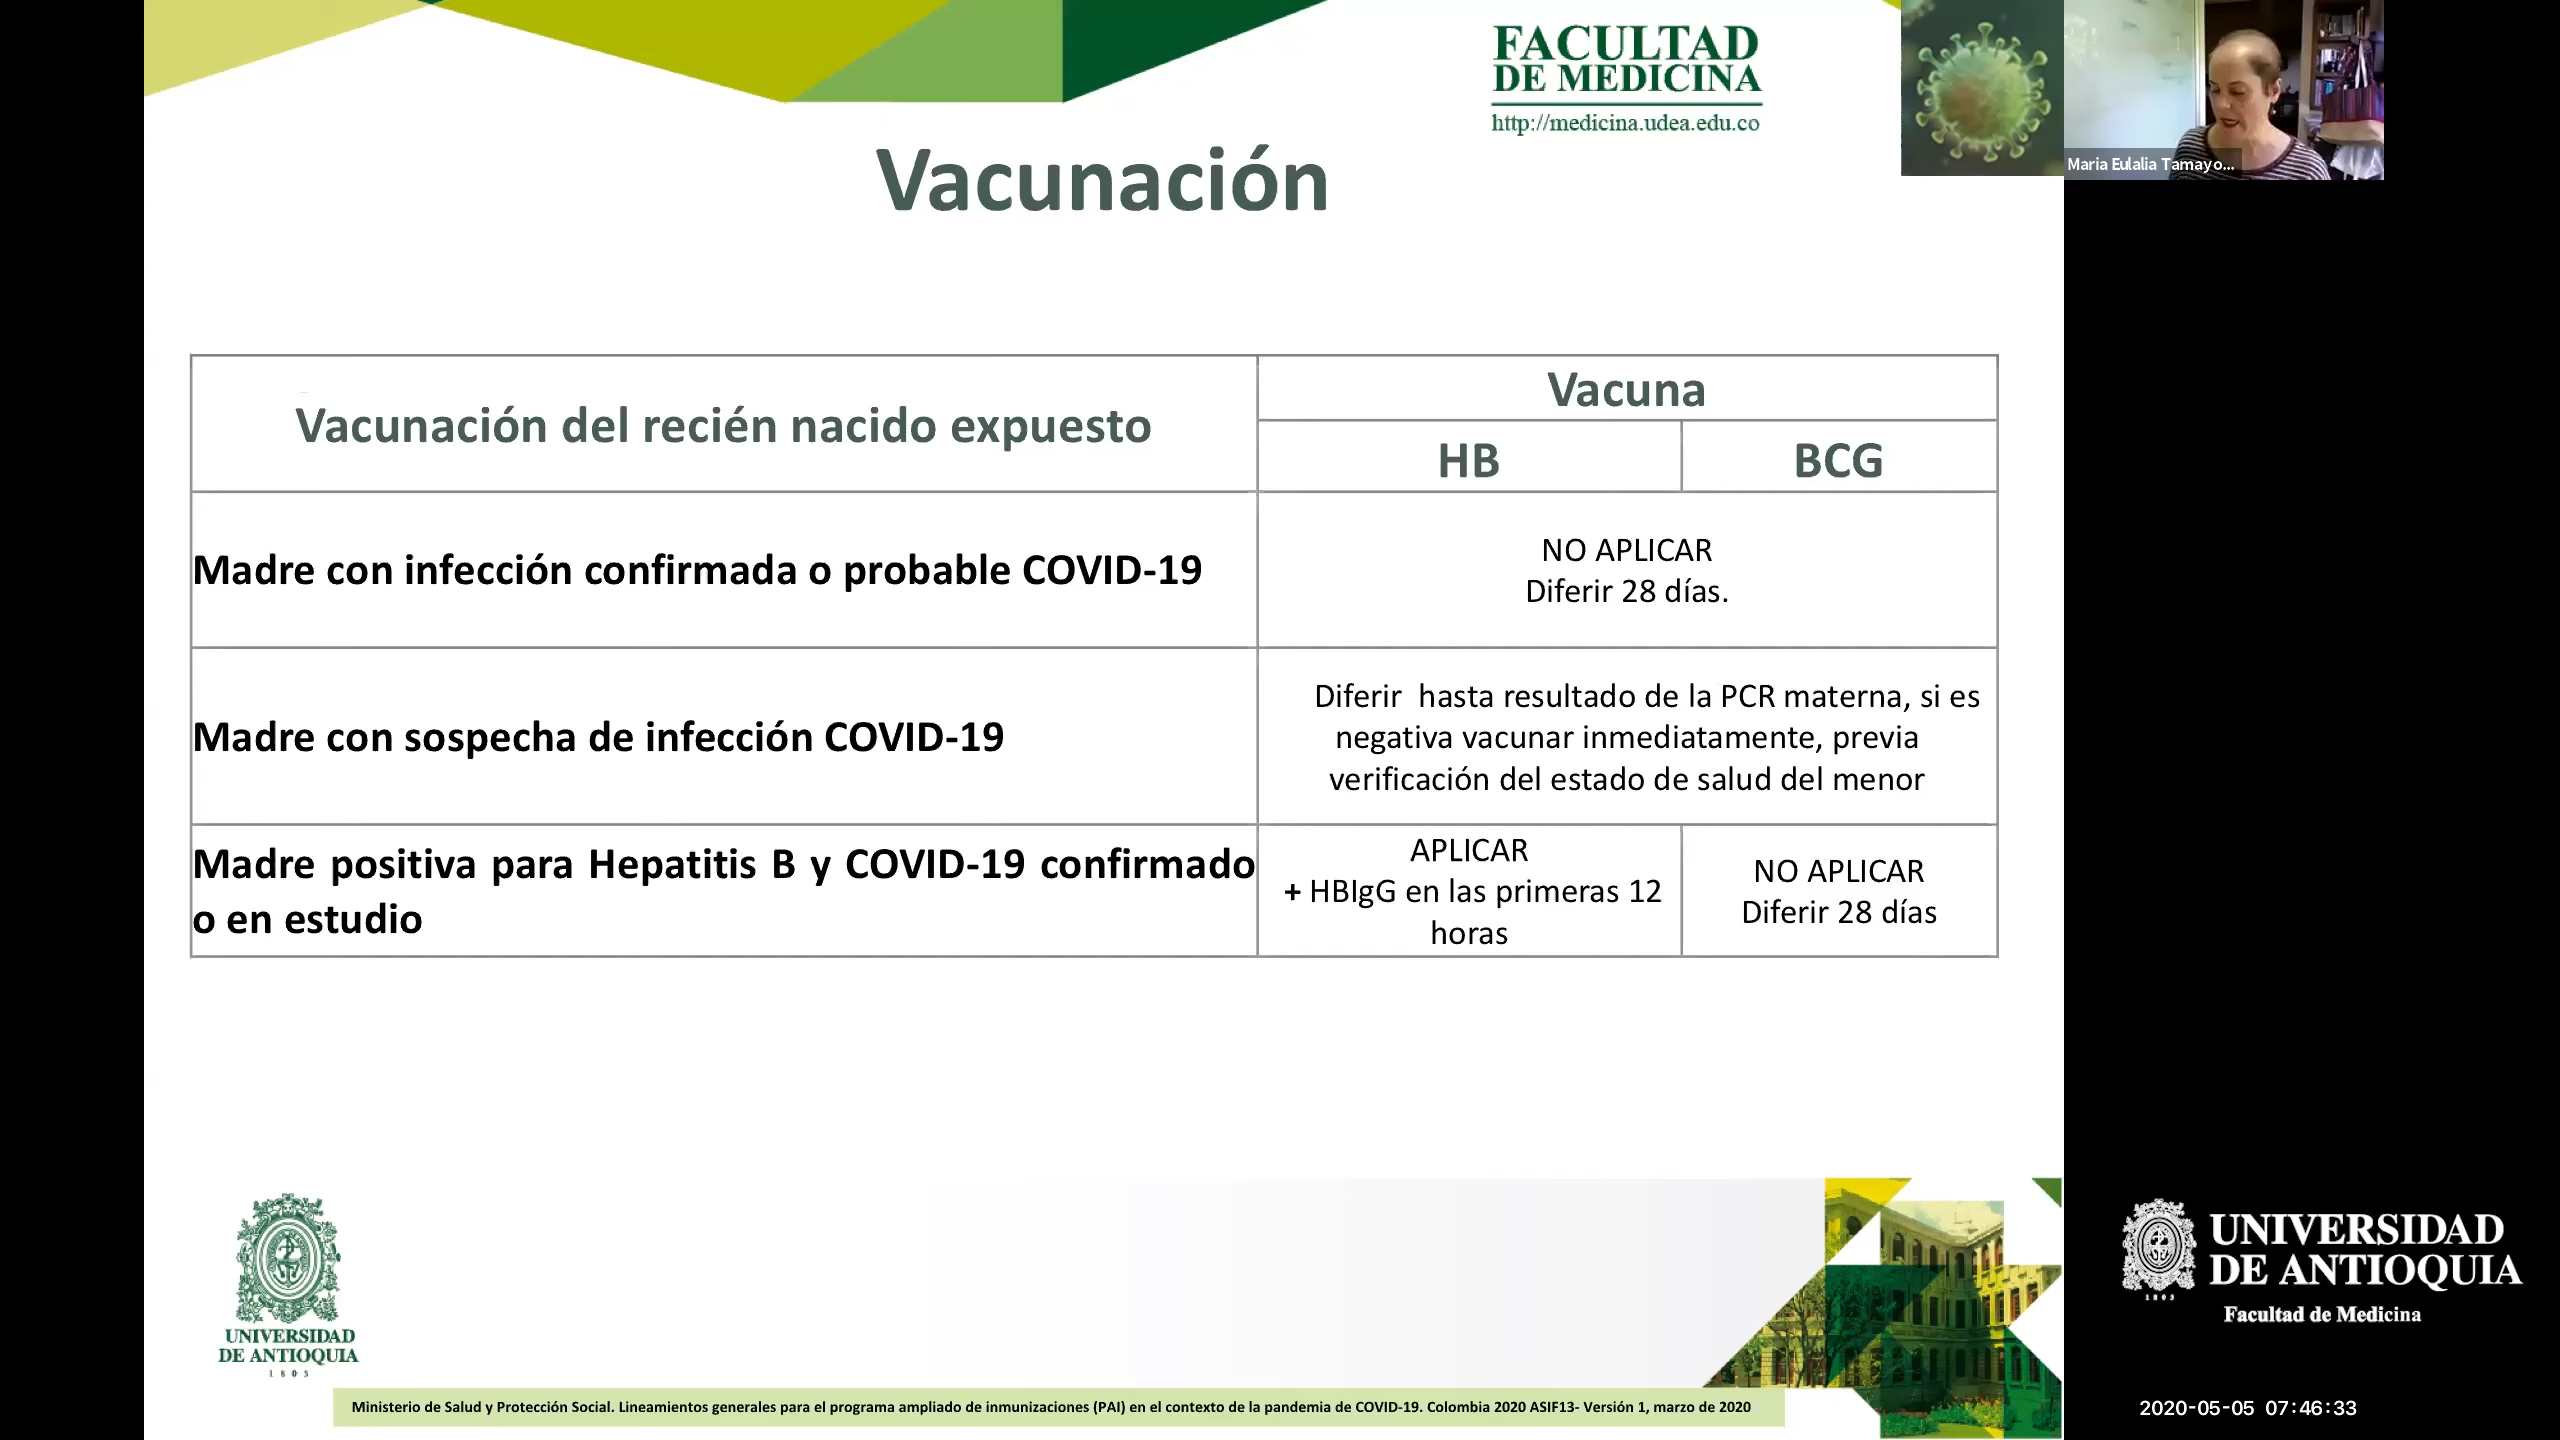 FACULTAD
DE MEDICINA
http://medicina.udea.edu.co
Maria Eulalia Tamayo...
Vacunación
Vacunación del recién nacido expuesto
Vacuna
HB
BCG
Madre con infección confirmada o probable COVID-19
NO APLICAR
Diferir 28 días.
Madre con sospecha de infección COVID-19
Diferir hasta resultado de la PCR materna, si es
negativa vacunar inmediatamente, previa
verificación del estado de salud del menor
Madre positiva para Hepatitis B y COVID-19 confirmado
o en estudio
APLICAR
+ HBIgG en las primeras 12
horas
NO APLICAR
Diferir 28 días
UNIVERSIDAD
DE ANTIOQUIA
1803
UNIVERSIDAD
DE ANTIOQUIA
1803
Facultad de Medicina
Ministerio de Salud y Protección Social. Lineamientos generales para el programa ampliado de inmunizaciones (PAI) en el contexto de la pandemia de COVID-19. Colombia 2020 ASIF13- Versión 1, marzo de 2020
2020-05-05 07:46:33